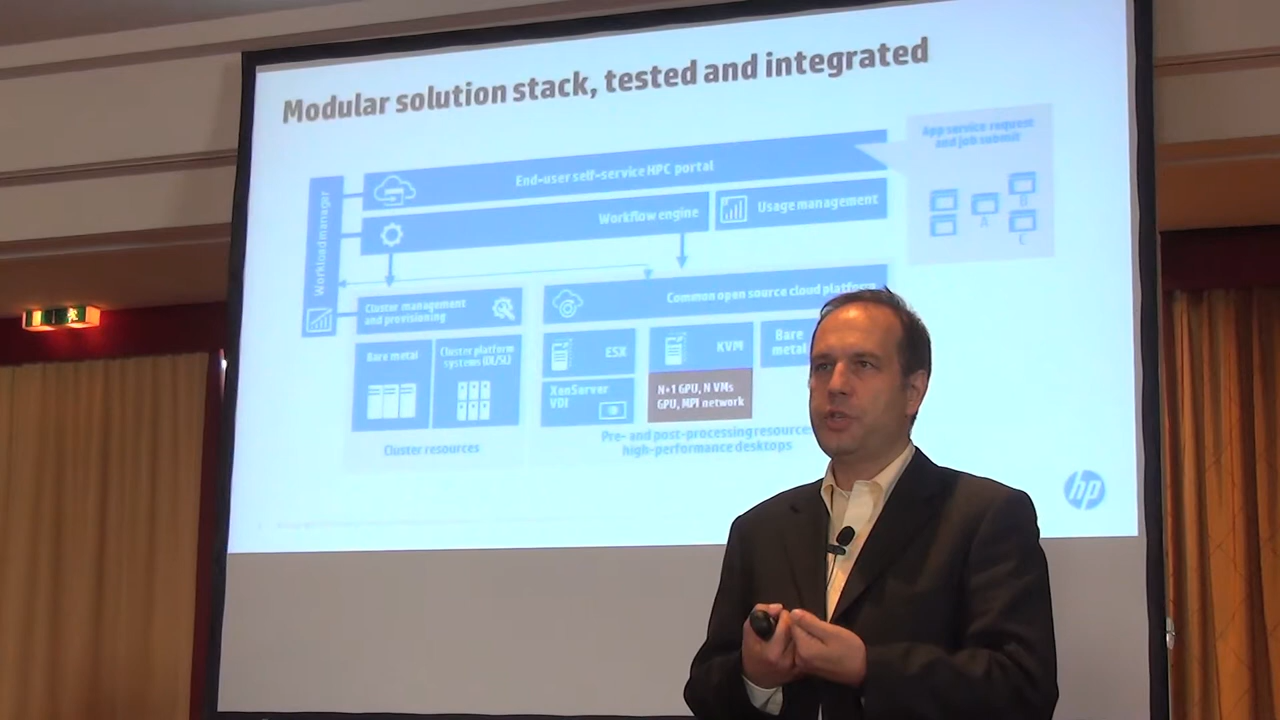 Modular solution stack, tested and integrated
App service request
and job submit
End-user self-service HPC portal
Workload manager
Workflow engine
Usage management
B
A
C
Cluster management
and provisioning
Common open source cloud platform
Bare metal
Cluster platform
systems (DL/SL)
ESX
KVM
Bare
metal
XenServer
VDI
N+1 GPU, N VMs
GPU, MPI network
Cluster resources
Pre- and post-processing resources
high-performance desktops
hp